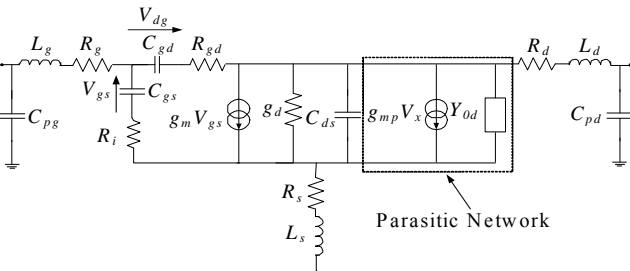 V_dg
L_g R_g C_gd R_gd R_d L_d
V_gs C_gs g_m V_gs g_d C_ds g_mp V_x Y_0d
C_pg R_i C_pd
R_s
Parasitic Network
L_s